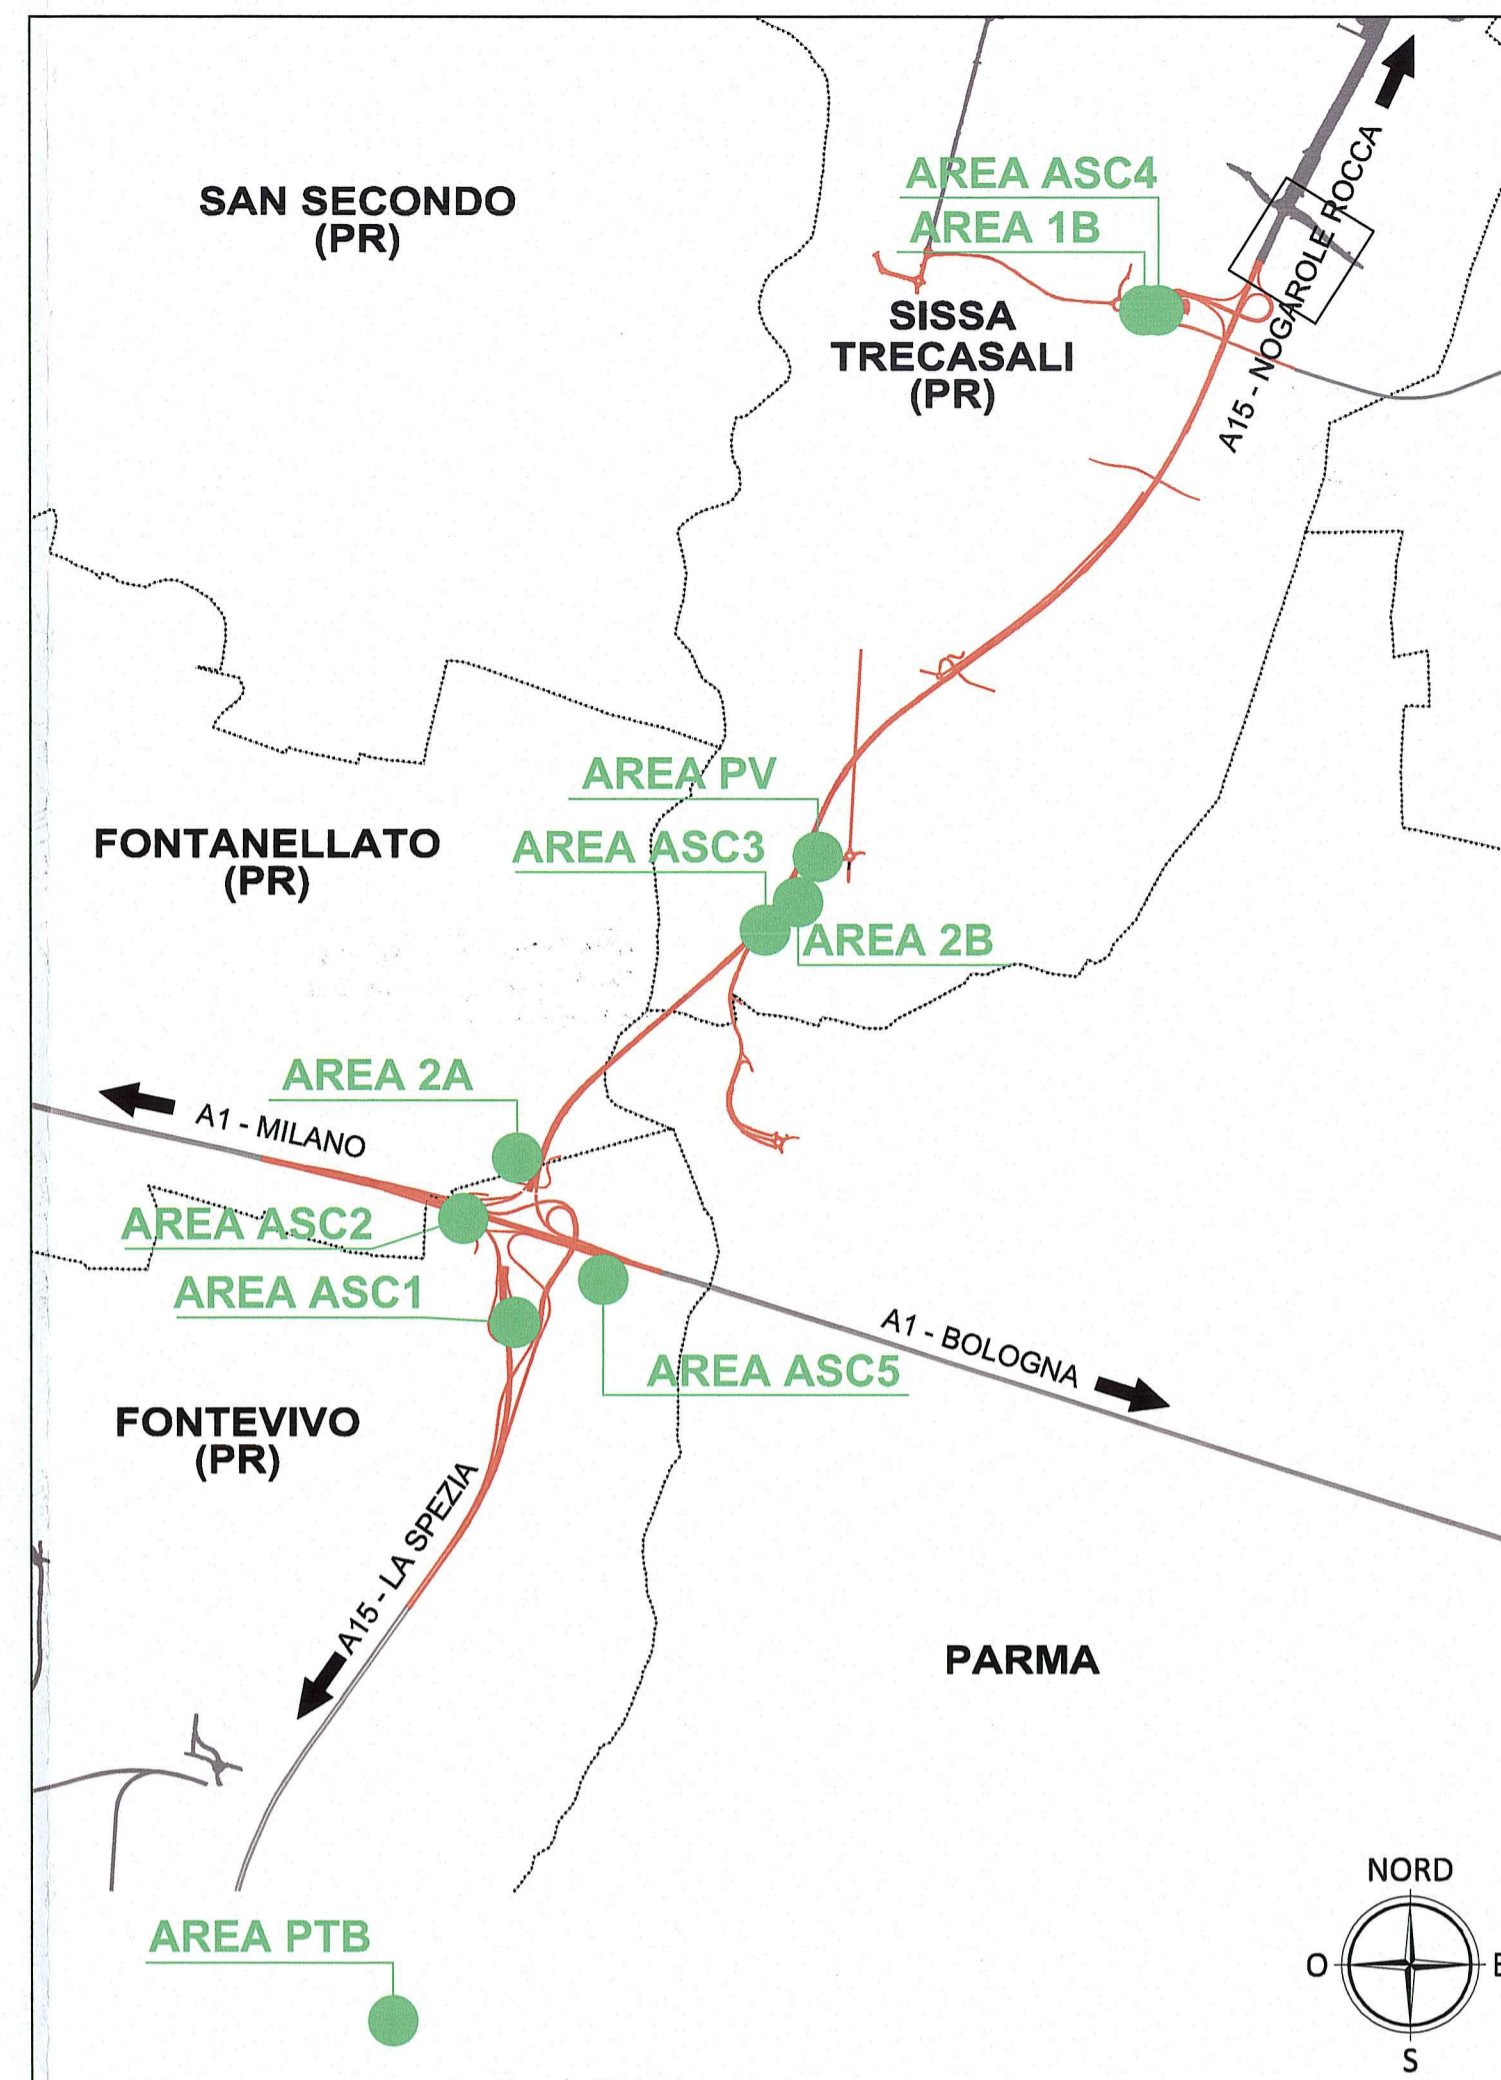 AREA ASC4
SAN SECONDO
(PR)
AREA 1B
A15 - NOGAROLE ROCCA
SISSA
TRECASALI
(PR)
AREA PV
FONTANELLATO
(PR)
AREA ASC3
AREA 2B
AREA 2A
A1 - MILANO
AREA ASC2
AREA ASC1
A1 - BOLOGNA
AREA ASC5
FONTEVIVO
(PR)
A15 - LA SPEZIA
PARMA
NORD
AREA PTB
O
E
S